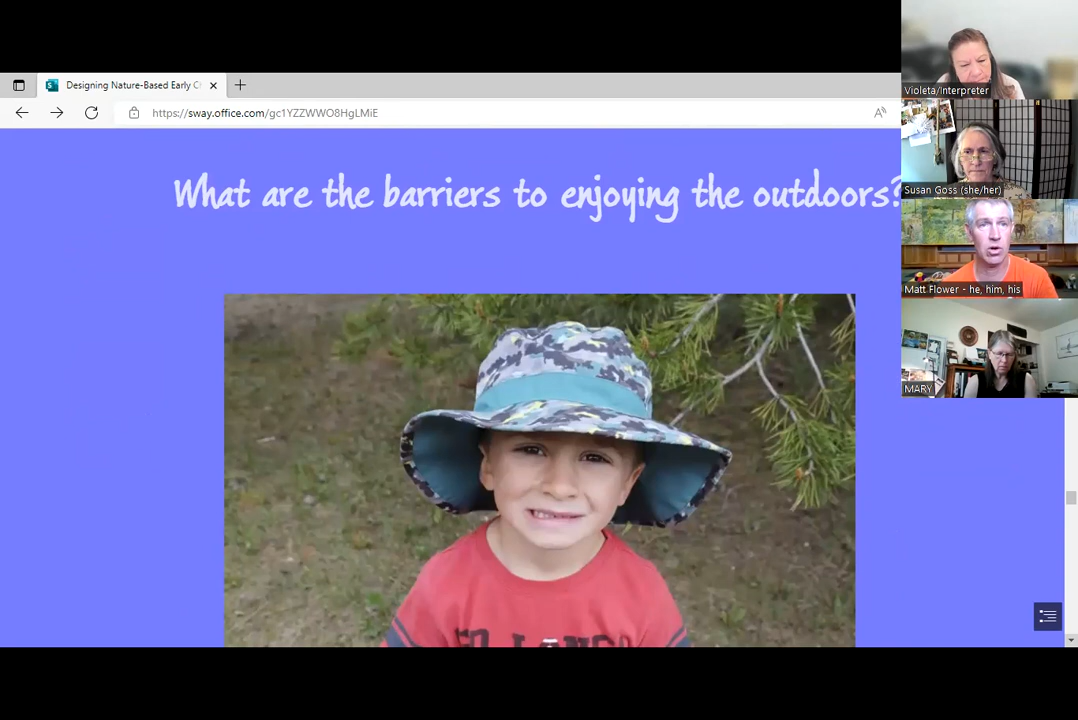 Designing Nature-Based Early C
https://sway.office.com/gc1YZZWWO8HgLMiE
What are the barriers to enjoying the outdoors?
Violeta/Interpreter
Susan Goss (she/her)
Matt Flower - he, him, his
MARY